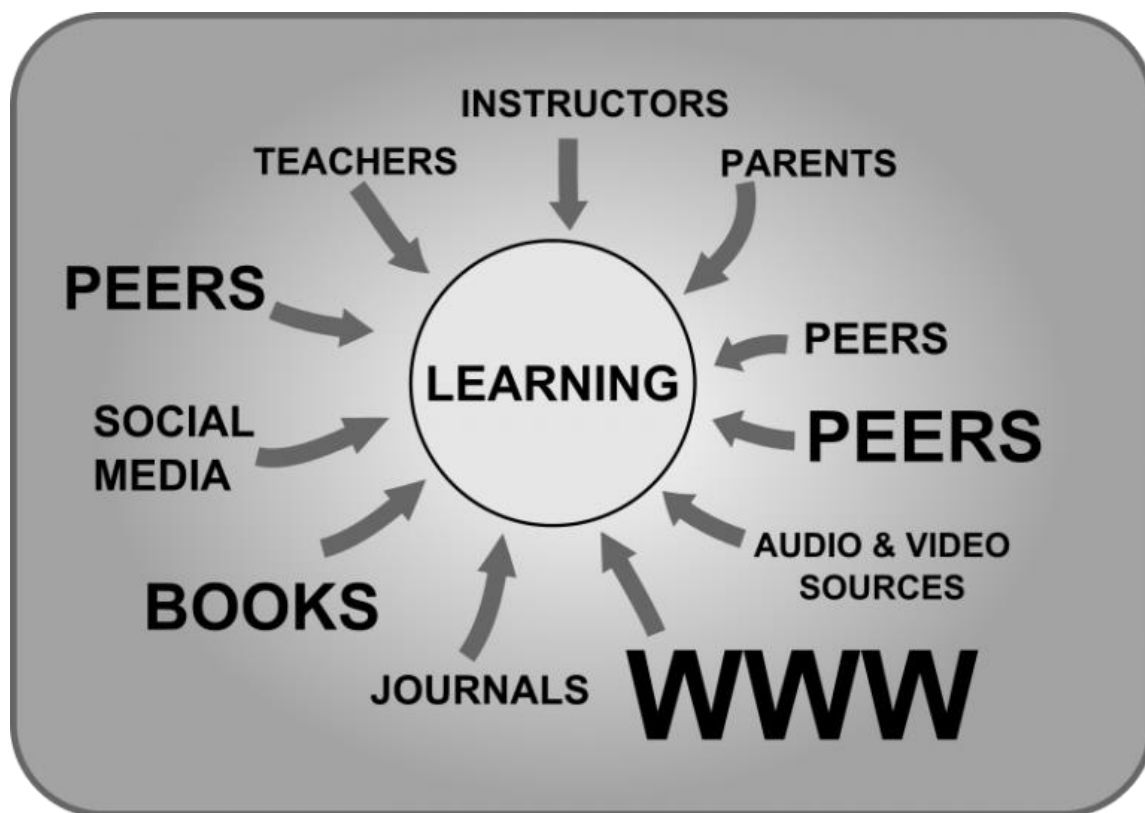 INSTRUCTORS
TEACHERS
PARENTS
PEERS
PEERS
LEARNING
SOCIAL
MEDIA
PEERS
AUDIO & VIDEO
SOURCES
BOOKS
JOURNALS
WWW